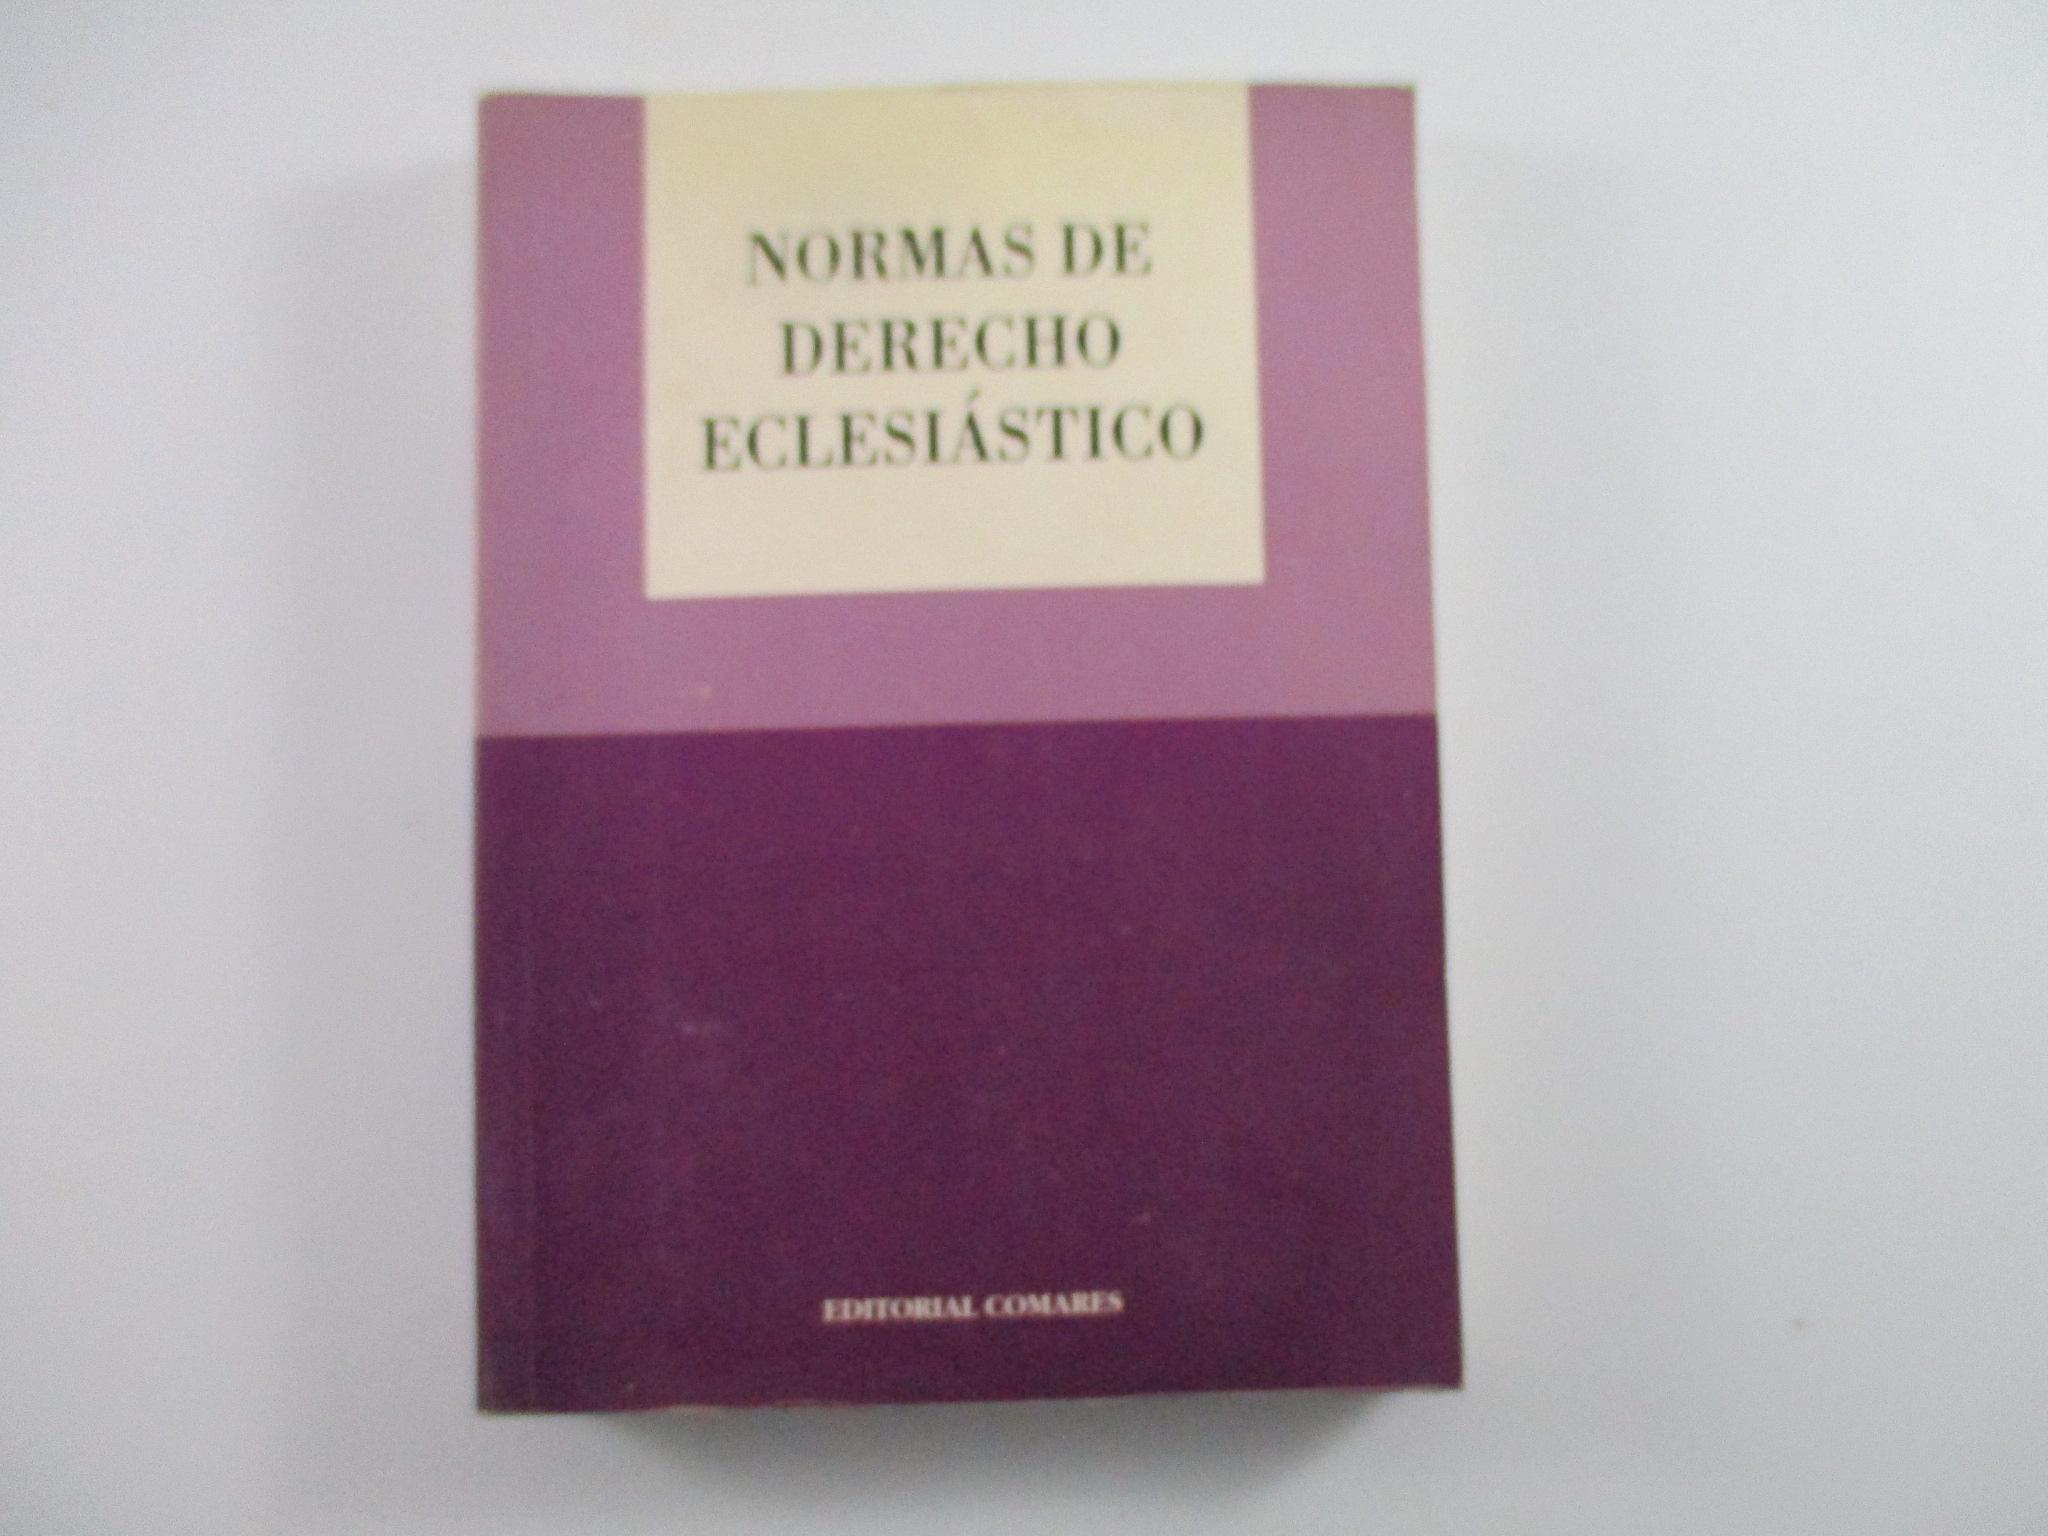 NORMAS DE
DERECHO
ECLESIÁSTICO
EDITORIAL COMARES